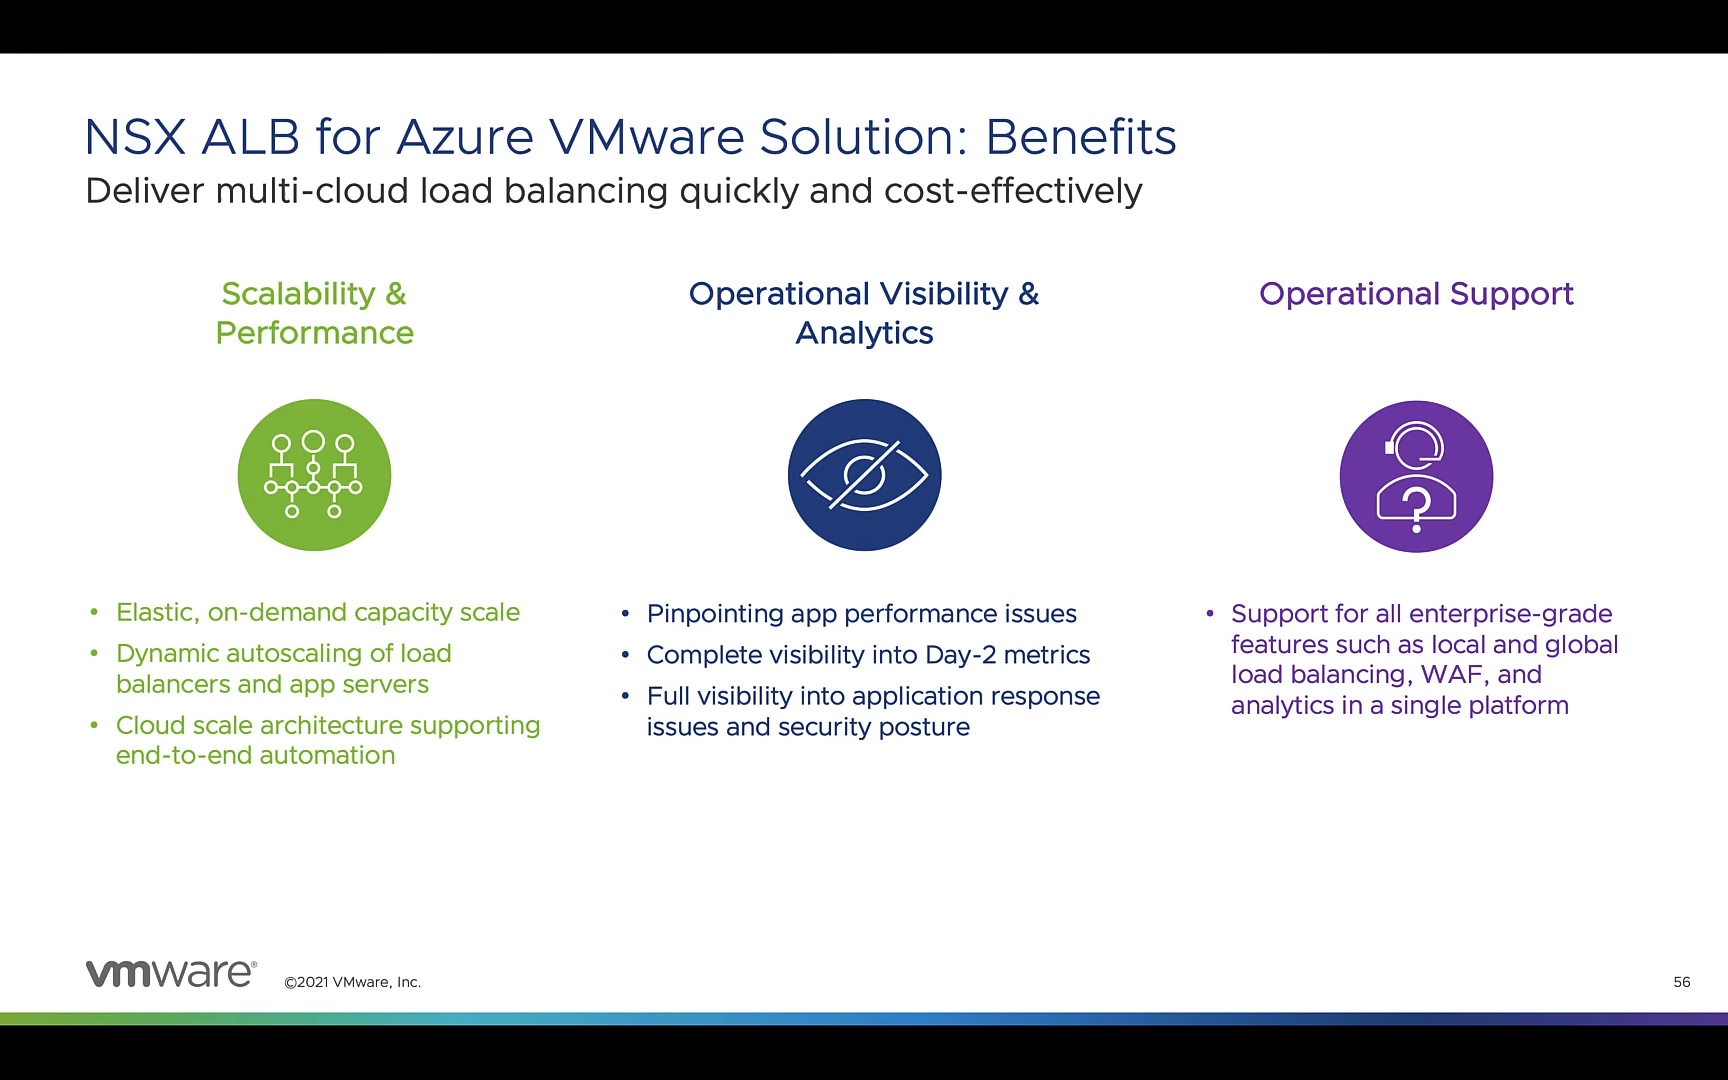 NSX ALB for Azure VMware Solution: Benefits
Deliver multi-cloud load balancing quickly and cost-effectively
Scalability &
Performance
• Elastic, on-demand capacity scale
• Dynamic autoscaling of load
balancers and app servers
• Cloud scale architecture supporting
end-to-end automation
Operational Visibility &
Analytics
• Pinpointing app performance issues
• Complete visibility into Day-2 metrics
• Full visibility into application response
issues and security posture
Operational Support
?
• Support for all enterprise-grade
features such as local and global
load balancing, WAF, and
analytics in a single platform
vmware®
©2021 VMware, Inc.
56